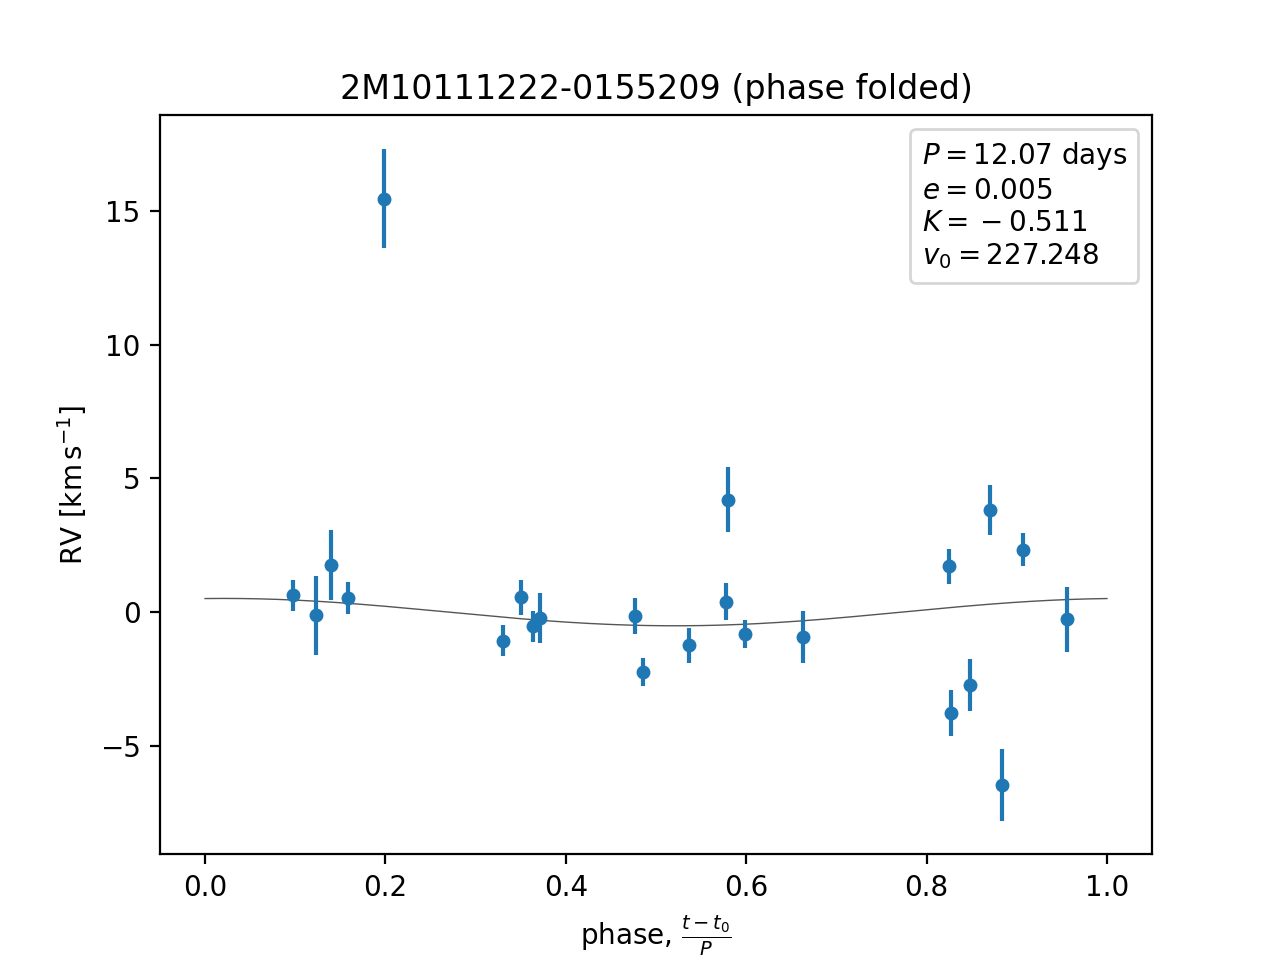 2M10111222-0155209 (phase folded)
P = 12.07 days
e = 0.005
K = −0.511
v₀ = 227.248
RV [km s⁻¹]
15
10
5
0
−5
0.0 0.2 0.4 0.6 0.8 1.0
phase, (t − t₀)/P